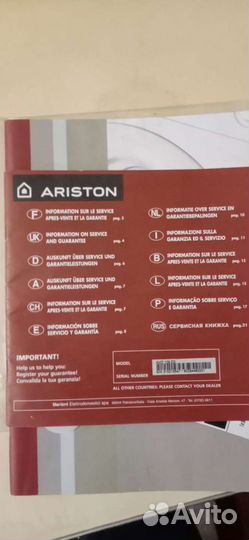 ARISTON
F INFORMATION SUR LE SERVICE
APRES-VENTE ET LA GARANTIE pag. 3
UK INFORMATION ON SERVICE
AND GUARANTEE pag. 4
D AUSKUNFT ÜBER SERVICE UND
GARANTIELEISTUNGEN pag. 6
A AUSKUNFT ÜBER SERVICE UND
GARANTIELEISTUNGEN pag. 7
CH INFORMATION SUR LE SERVICE
APRES-VENTE ET LA GARANTIE pag. 7
E INFORMACIÓN SOBRE
SERVICIO Y GARANTÍA pag. 8
NL INFORMATIE OVER SERVICE EN
GARANTIEBEPALINGEN pag. 10
I INFORMAZIONI SULLA
GARANZIA ED IL SERVIZIO pag. 11
B INFORMATION SUR LE SERVICE
APRES-VENTE ET LA GARANTIE pag. 13
L INFORMATION SUR LE SERVICE
APRES-VENTE ET LA GARANTIE pag. 15
P INFORMAÇÃO SOBRE SERVIÇO
E GARANTIA pag. 17
RUS СЕРВИСНАЯ КНИЖКА pag.21
IMPORTANT!
Help us to help you:
Register your guarantee!
Convalida la tua garanzia!
MODEL
SERIAL NUMBER
ALL OTHER COUNTRIES: PLEASE CONTACT YOUR DEALER
Merloni Elettrodomestici spa
Avito